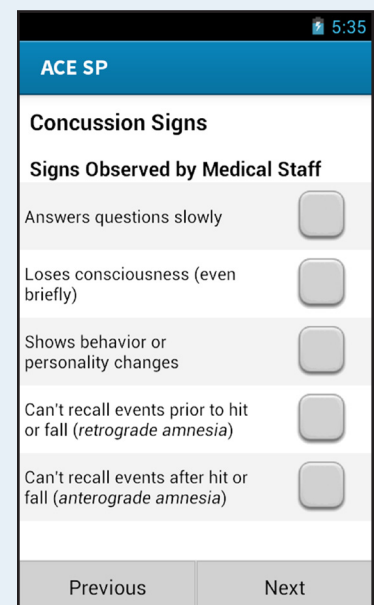 5:35
ACE SP
Concussion Signs
Signs Observed by Medical Staff
Answers questions slowly
Loses consciousness (even
briefly)
Shows behavior or
personality changes
Can't recall events prior to hit
or fall (retrograde amnesia)
Can't recall events after hit or
fall (anterograde amnesia)
Previous
Next